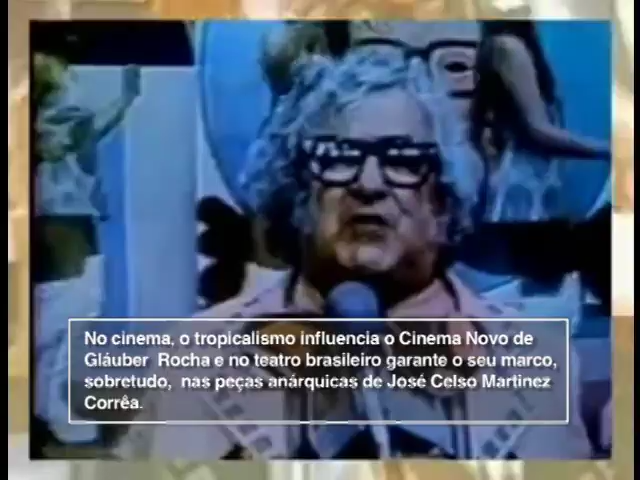 No cinema, o tropicalismo influencia o Cinema Novo de
Gláuber Rocha e no teatro brasileiro garante o seu marco,
sobretudo, nas peças anárquicas de José Celso Martinez
Corrêa.